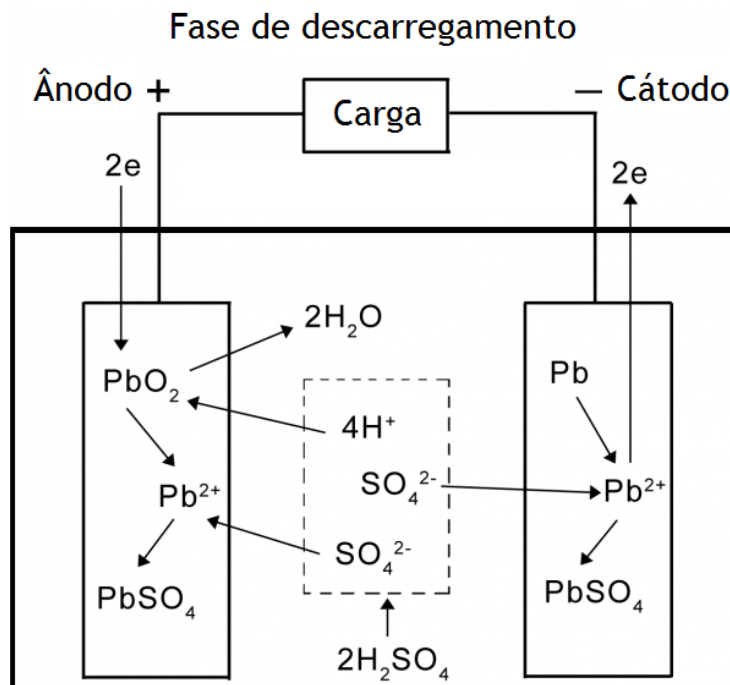 Fase de descarregamento
Ânodo + Carga — Cátodo
2e 2e
2H₂O
PbO₂ Pb
4H⁺
SO₄²⁻
Pb²⁺ Pb²⁺
SO₄²⁻
PbSO₄ PbSO₄
2H₂SO₄